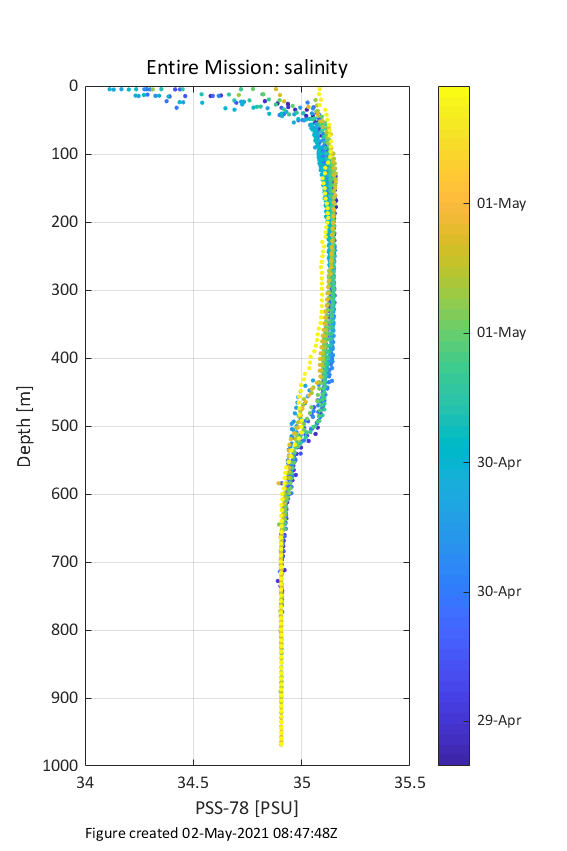 Entire Mission: salinity
0
100
200
300
400
500
600
700
800
900
1000
Depth [m]
34
34.5
35
35.5
PSS-78 [PSU]
01-May
01-May
30-Apr
30-Apr
29-Apr
Figure created 02-May-2021 08:47:48Z